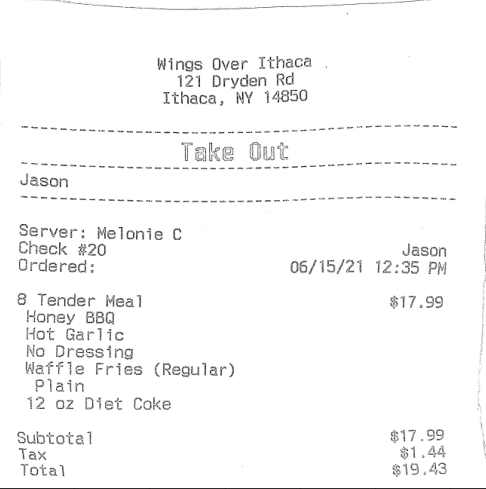 Wings Over Ithaca
121 Dryden Rd
Ithaca, NY 14850
Take Out
Jason
Server: Melonie C
Check #20 Jason
Ordered: 06/15/21 12:35 PM
8 Tender Meal $17.99
Honey BBQ
Hot Garlic
No Dressing
Waffle Fries (Regular)
Plain
12 oz Diet Coke
Subtotal $17.99
Tax $1.44
Total $19.43